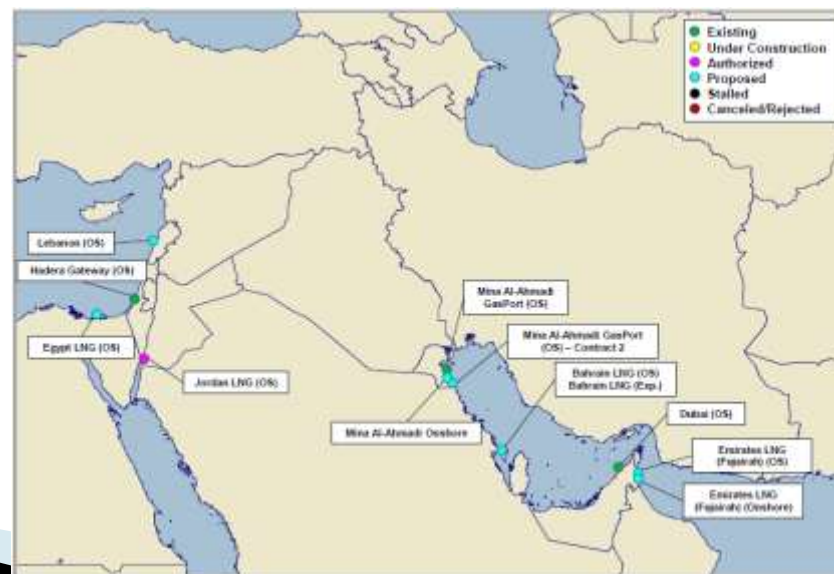 Existing
Under Construction
Authorized
Proposed
Stalled
Canceled/Rejected
Lebanon (OS)
Hadera Gateway (OS)
Egypt LNG (OS)
Jordan LNG (OS)
Mina Al-Ahmadi
GasPort (OS)
Mina Al-Ahmadi GasPort
(OS) – Contract 2
Mina Al-Ahmadi Onshore
Bahrain LNG (OS)
Bahrain LNG (Exp.)
Dubai (OS)
Emirates LNG
(Fujairah) (OS)
Emirates LNG
(Fujairah) (Onshore)